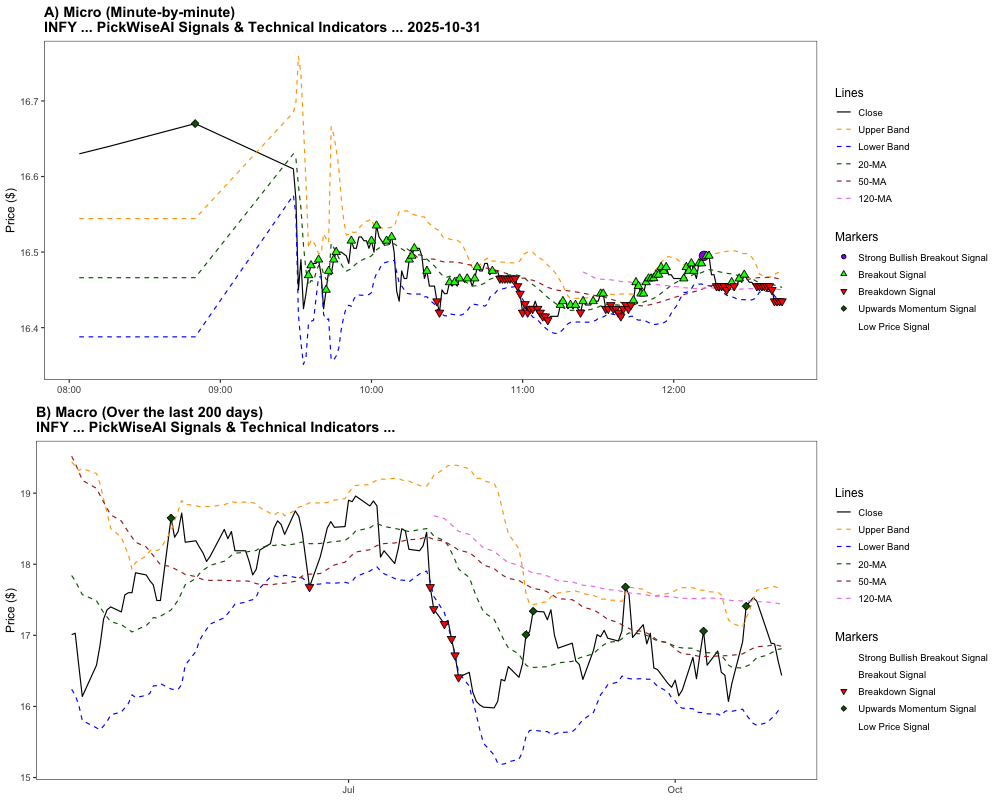 A) Micro (Minute-by-minute)
INFY ... PickWiseAI Signals & Technical Indicators ... 2025-10-31
Price ($)
16.7
16.6
16.5
16.4
08:00
09:00
10:00
11:00
12:00
Lines
Close
Upper Band
Lower Band
20-MA
50-MA
120-MA
Markers
Strong Bullish Breakout Signal
Breakout Signal
Breakdown Signal
Upwards Momentum Signal
Low Price Signal
B) Macro (Over the last 200 days)
INFY ... PickWiseAI Signals & Technical Indicators ...
Price ($)
19
18
17
16
15
Jul
Oct
Lines
Close
Upper Band
Lower Band
20-MA
50-MA
120-MA
Markers
Strong Bullish Breakout Signal
Breakout Signal
Breakdown Signal
Upwards Momentum Signal
Low Price Signal